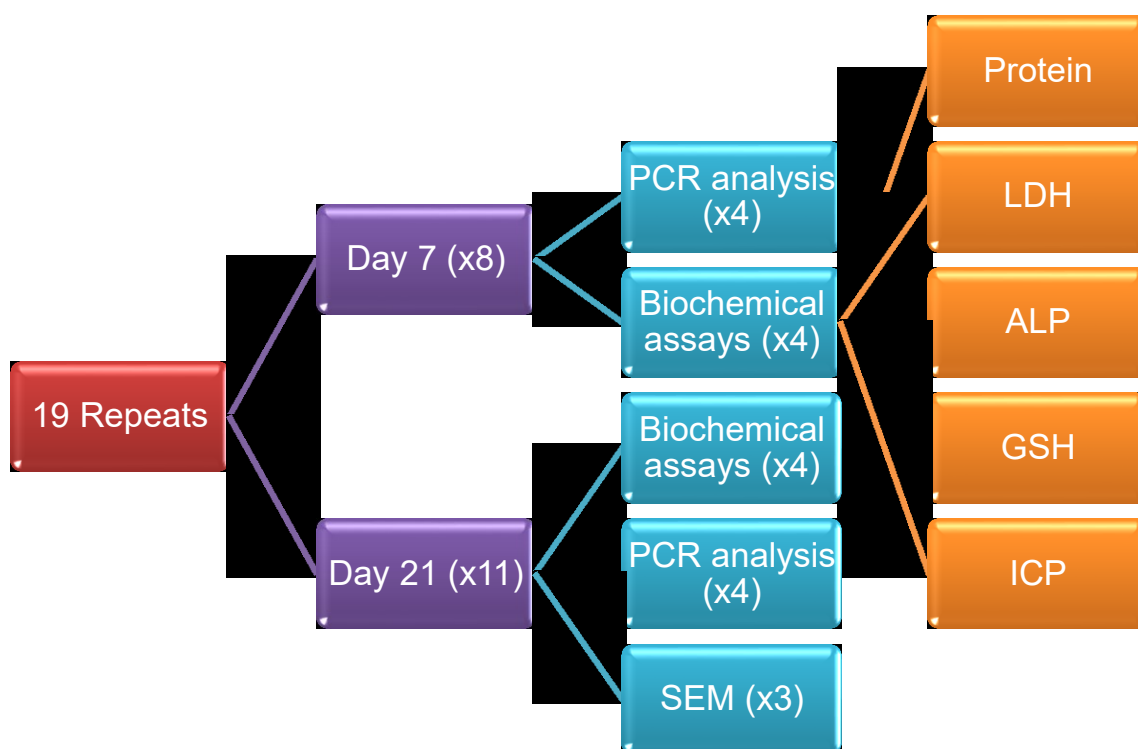 19 Repeats
Day 7 (x8)
Day 21 (x11)
PCR analysis
(x4)
Biochemical
assays (x4)
Biochemical
assays (x4)
PCR analysis
(x4)
SEM (x3)
Protein
LDH
ALP
GSH
ICP